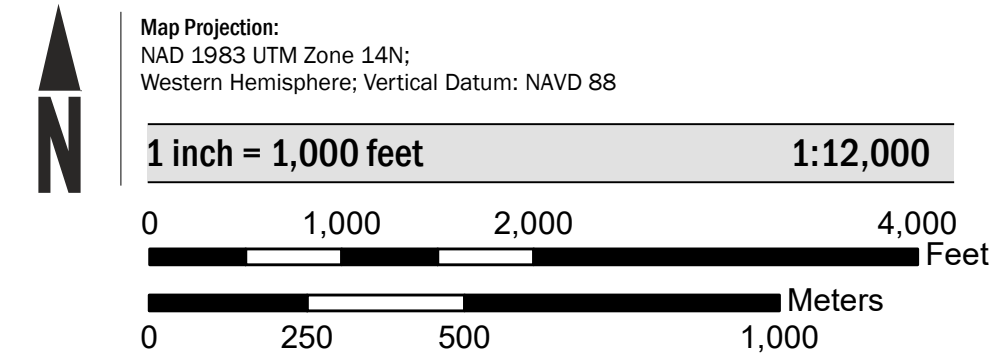 N
Map Projection:
NAD 1983 UTM Zone 14N;
Western Hemisphere; Vertical Datum: NAVD 88
1 inch = 1,000 feet 1:12,000
0 1,000 2,000 4,000
Feet
Meters
0 250 500 1,000